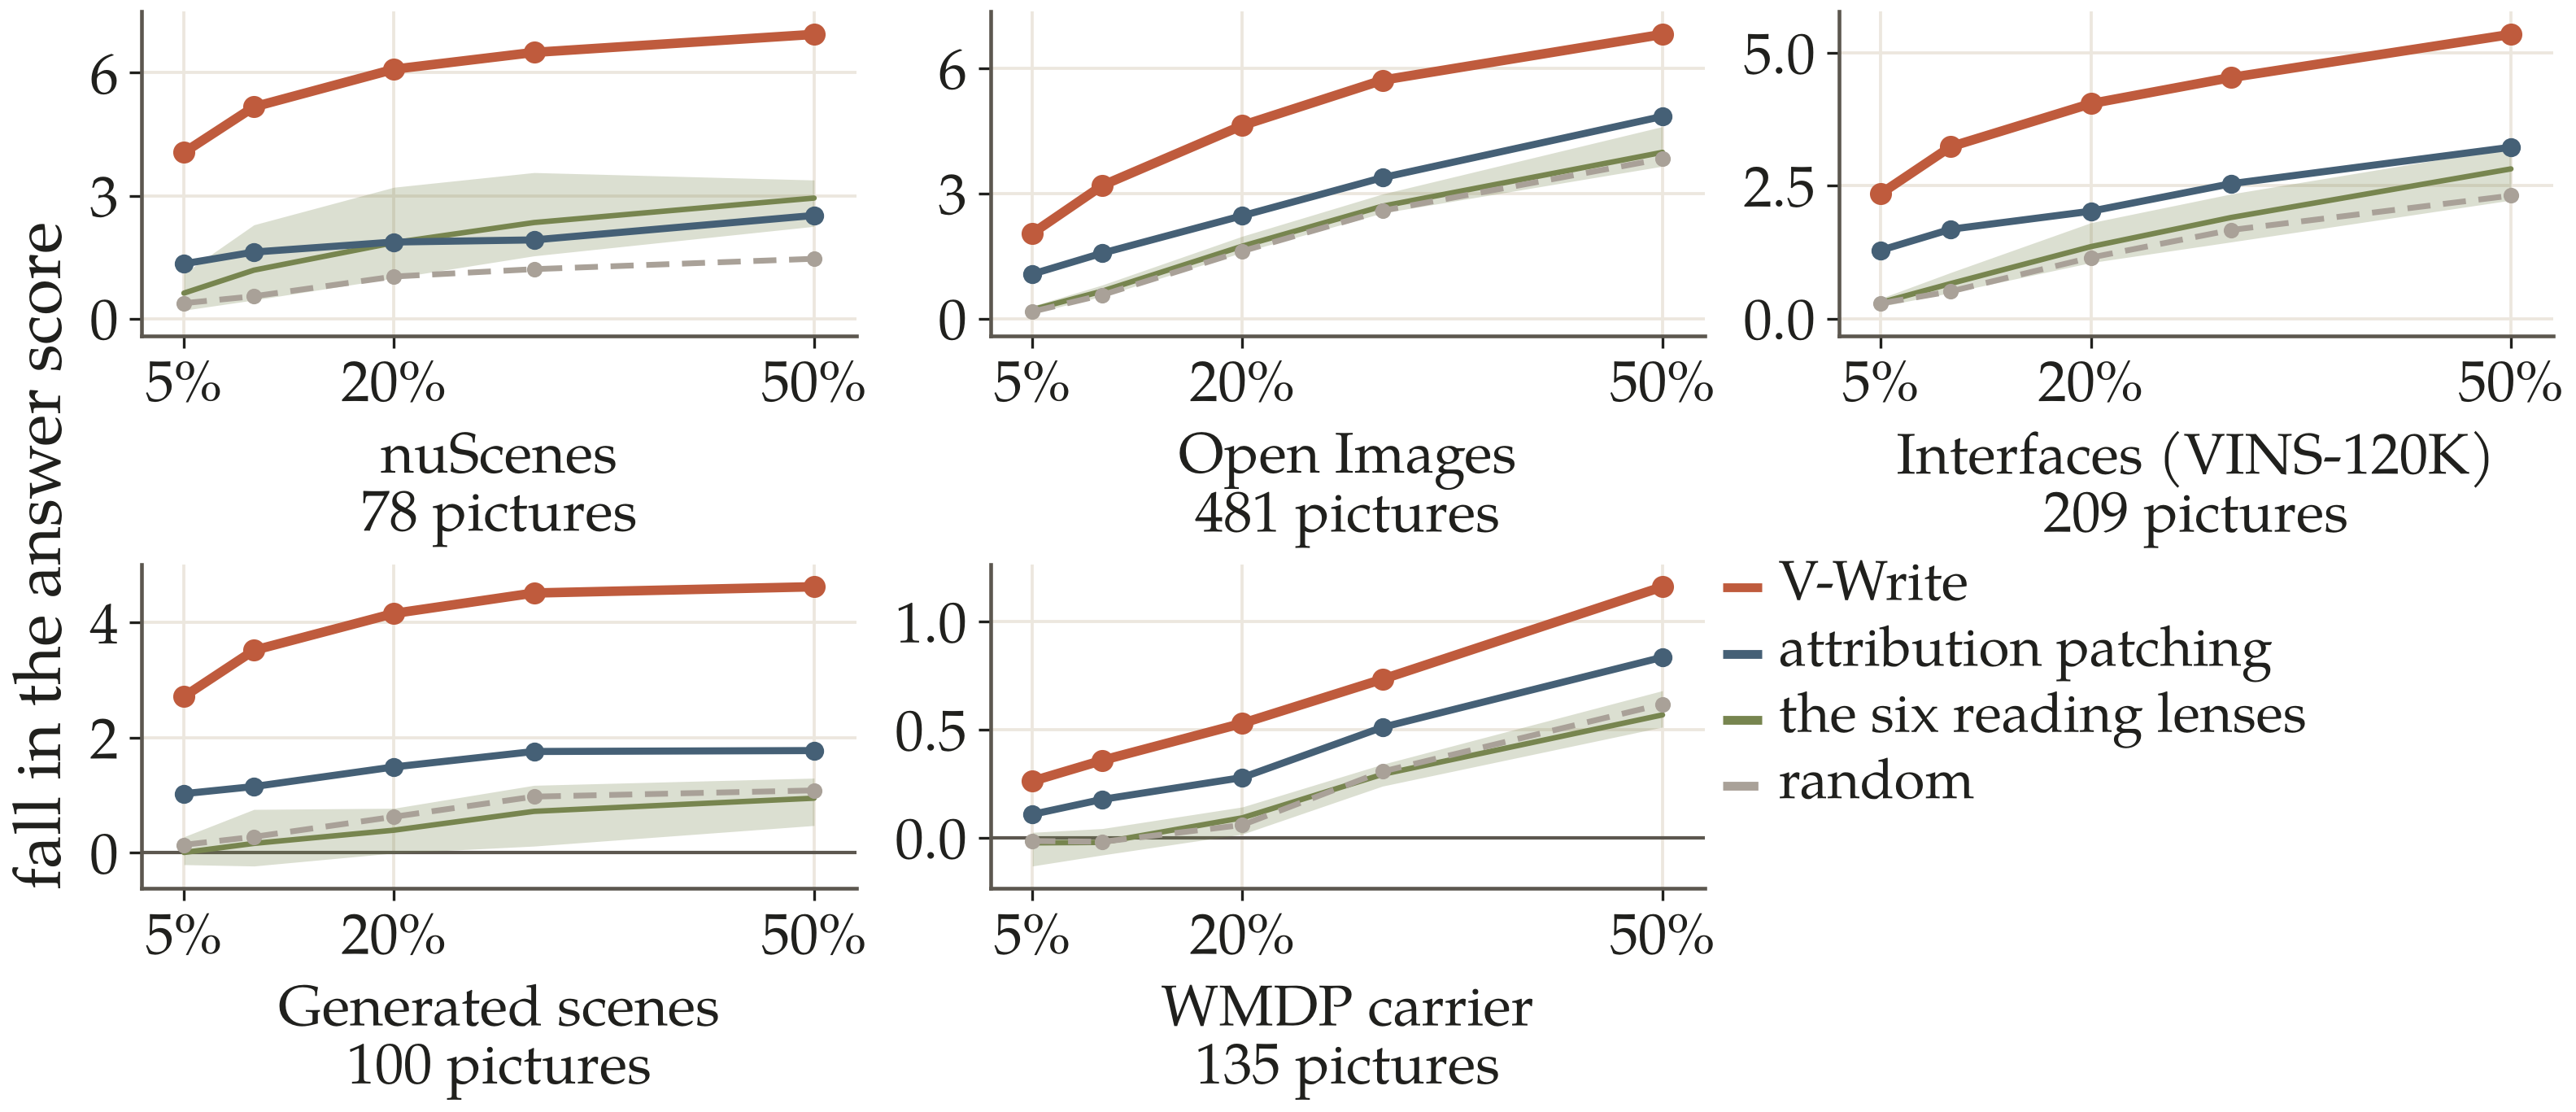 fall in the answer score
6
3
0
5%
20%
50%
nuScenes
78 pictures
6
3
0
5%
20%
50%
Open Images
481 pictures
5.0
2.5
0.0
5%
20%
50%
Interfaces (VINS-120K)
209 pictures
4
2
0
5%
20%
50%
Generated scenes
100 pictures
1.0
0.5
0.0
5%
20%
50%
WMDP carrier
135 pictures
V-Write
attribution patching
the six reading lenses
random